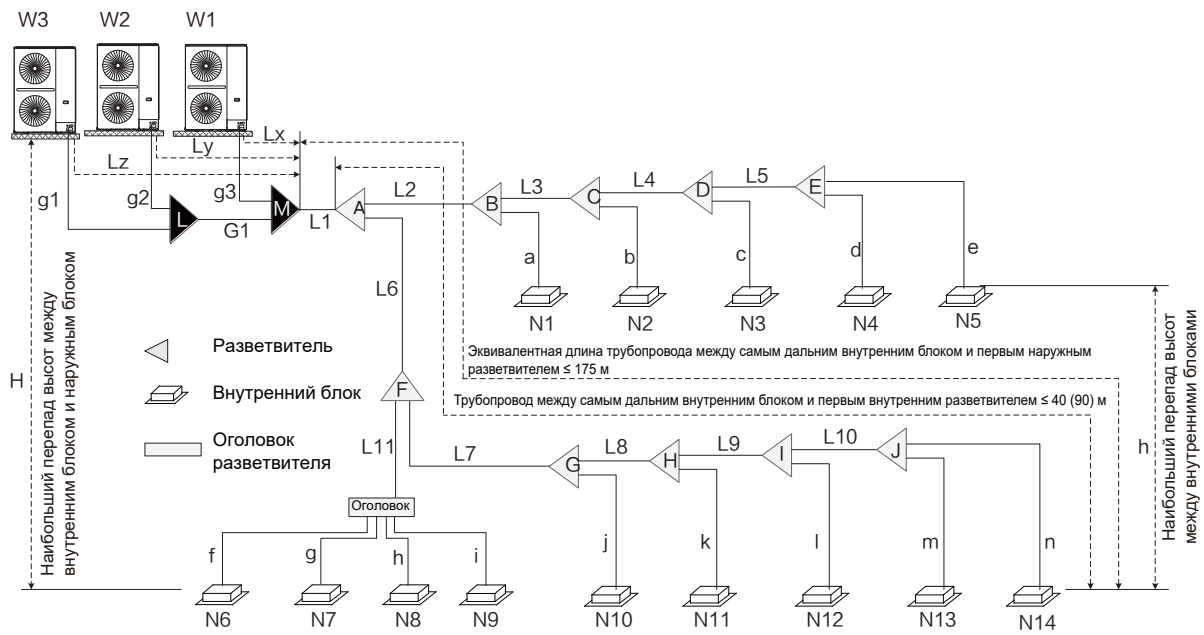 W3
W2
W1
Lx
Ly
Lz
g1
g2
g3
L
M
G1
L1
A
L2
B
L3
C
L4
D
L5
E
a
b
c
d
e
N1
N2
N3
N4
N5
L6
H
Наибольший перепад высот между
внутренним блоком и наружным блоком
Разветвитель
Внутренний блок
Оголовок
разветвителя
Эквивалентная длина трубопровода между самым дальним внутренним блоком и первым наружным
разветвителем ≤ 175 м
Трубопровод между самым дальним внутренним блоком и первым внутренним разветвителем ≤ 40 (90) м
h
Наибольший перепад высот
между внутренними блоками
F
L11
L7
G
L8
H
L9
I
L10
J
Оголовок
f
g
h
i
j
k
l
m
n
N6
N7
N8
N9
N10
N11
N12
N13
N14